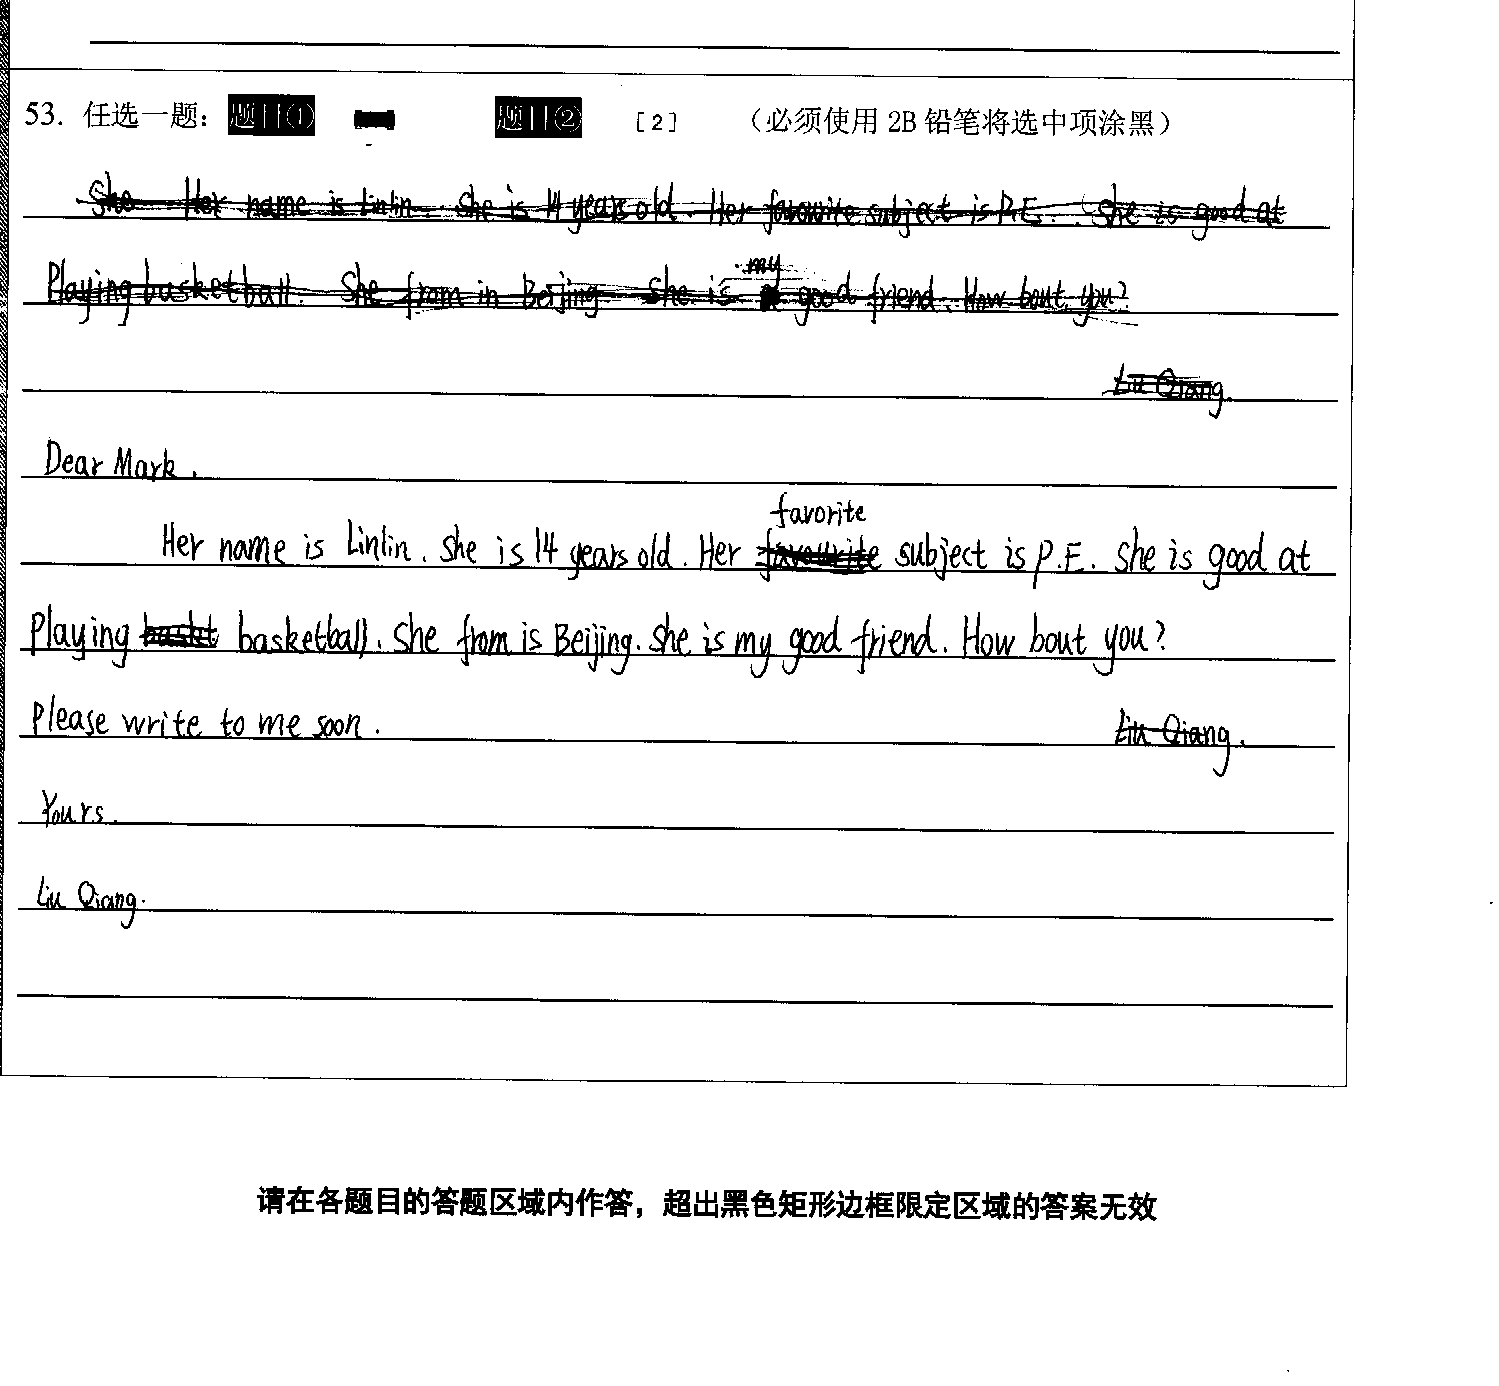 53. 任选一题： 题目① 题目② [2] （必须使用 2B 铅笔将选中项涂黑）
She Her name is Linlin. She is 14 years old. Her favourite subject is P.E. She is good at
my
Playing basketball. She from in Beijing She is good friend. How bout you?
Liu Qiang.
Dear Mark.
favorite
Her name is Linlin. She is 14 years old. Her favourite subject is P.E. She is good at
Playing baskt basketball. She from is Beijing. She is my good friend. How bout you?
Please write to me soon. Liu Qiang.
Yours.
Liu Qiang.
请在各题目的答题区域内作答，超出黑色矩形边框限定区域的答案无效